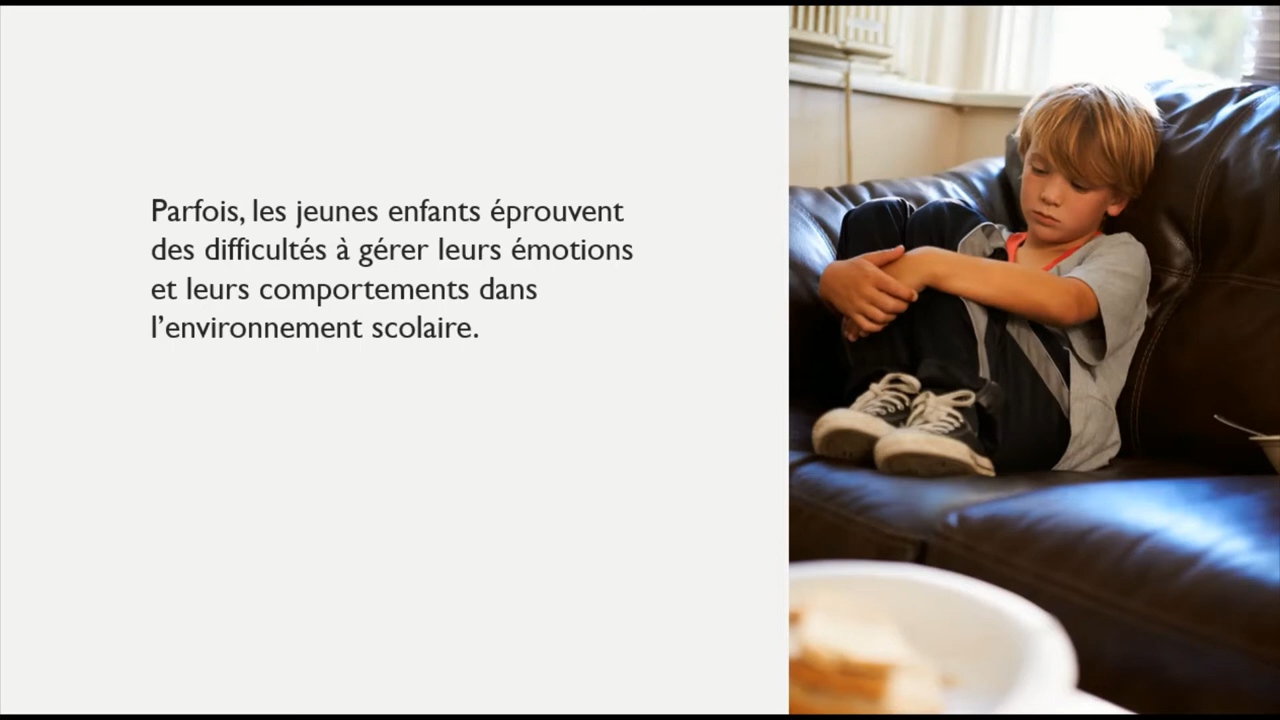 Parfois, les jeunes enfants éprouvent
des difficultés à gérer leurs émotions
et leurs comportements dans
l’environnement scolaire.